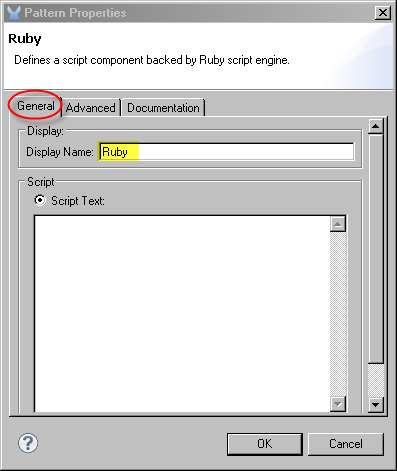 Pattern Properties
Ruby
Defines a script component backed by Ruby script engine.
General Advanced Documentation
Display:
Display Name: Ruby
Script
Script Text:
?
OK Cancel